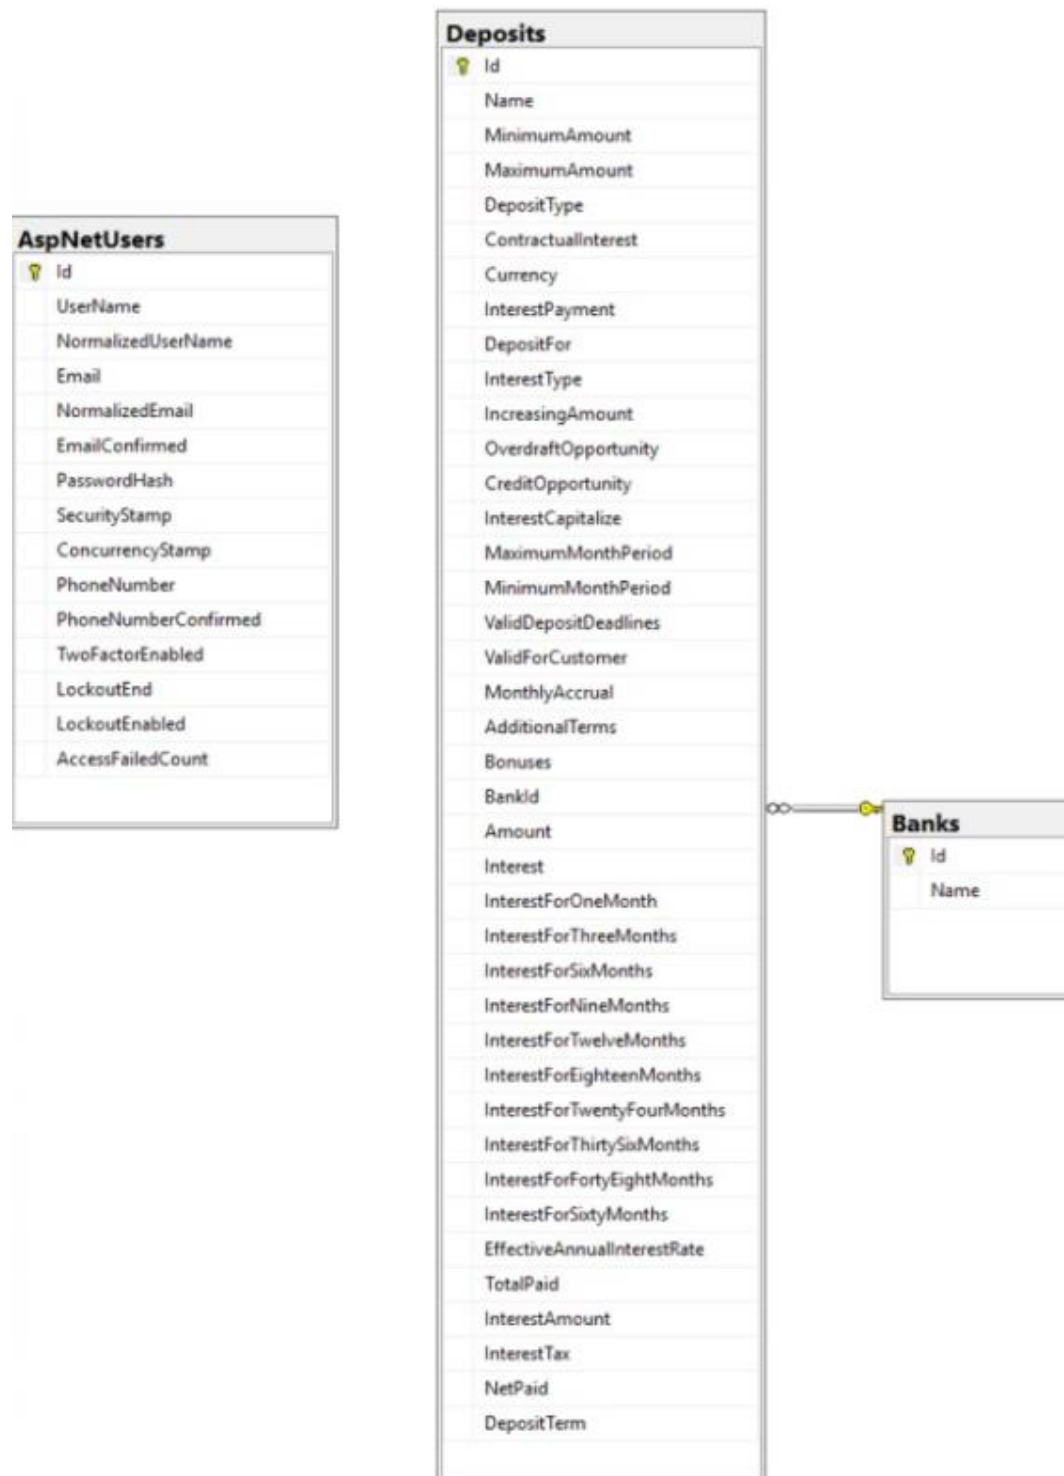 AspNetUsers
Id
UserName
NormalizedUserName
Email
NormalizedEmail
EmailConfirmed
PasswordHash
SecurityStamp
ConcurrencyStamp
PhoneNumber
PhoneNumberConfirmed
TwoFactorEnabled
LockoutEnd
LockoutEnabled
AccessFailedCount
Deposits
Id
Name
MinimumAmount
MaximumAmount
DepositType
ContractualInterest
Currency
InterestPayment
DepositFor
InterestType
IncreasingAmount
OverdraftOpportunity
CreditOpportunity
InterestCapitalize
MaximumMonthPeriod
MinimumMonthPeriod
ValidDepositDeadlines
ValidForCustomer
MonthlyAccrual
AdditionalTerms
Bonuses
BankId
Amount
Interest
InterestForOneMonth
InterestForThreeMonths
InterestForSixMonths
InterestForNineMonths
InterestForTwelveMonths
InterestForEighteenMonths
InterestForTwentyFourMonths
InterestForThirtySixMonths
InterestForFortyEightMonths
InterestForSixtyMonths
EffectiveAnnualInterestRate
TotalPaid
InterestAmount
InterestTax
NetPaid
DepositTerm
Banks
Id
Name